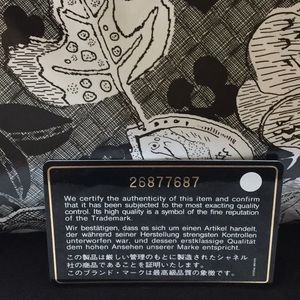 26877687
We certify the authenticity of this item and confirm
that it has been subjected to the most exacting quality
control. Its high quality is a symbol of the fine reputation
of the Trademark.
Wir bestätigen, dass es sich um einen Artikel handelt,
der während seiner Herstellung strengsten Kontrollen
unterworfen war, und dessen erstklassige Qualität
dem hohen Ansehen unserer Marke entspricht.
この製品は厳しい管理のもとに製造されたシャネル
社の商品であることを証明いたします。
このブランド・マークは最高級品質の象徴です。